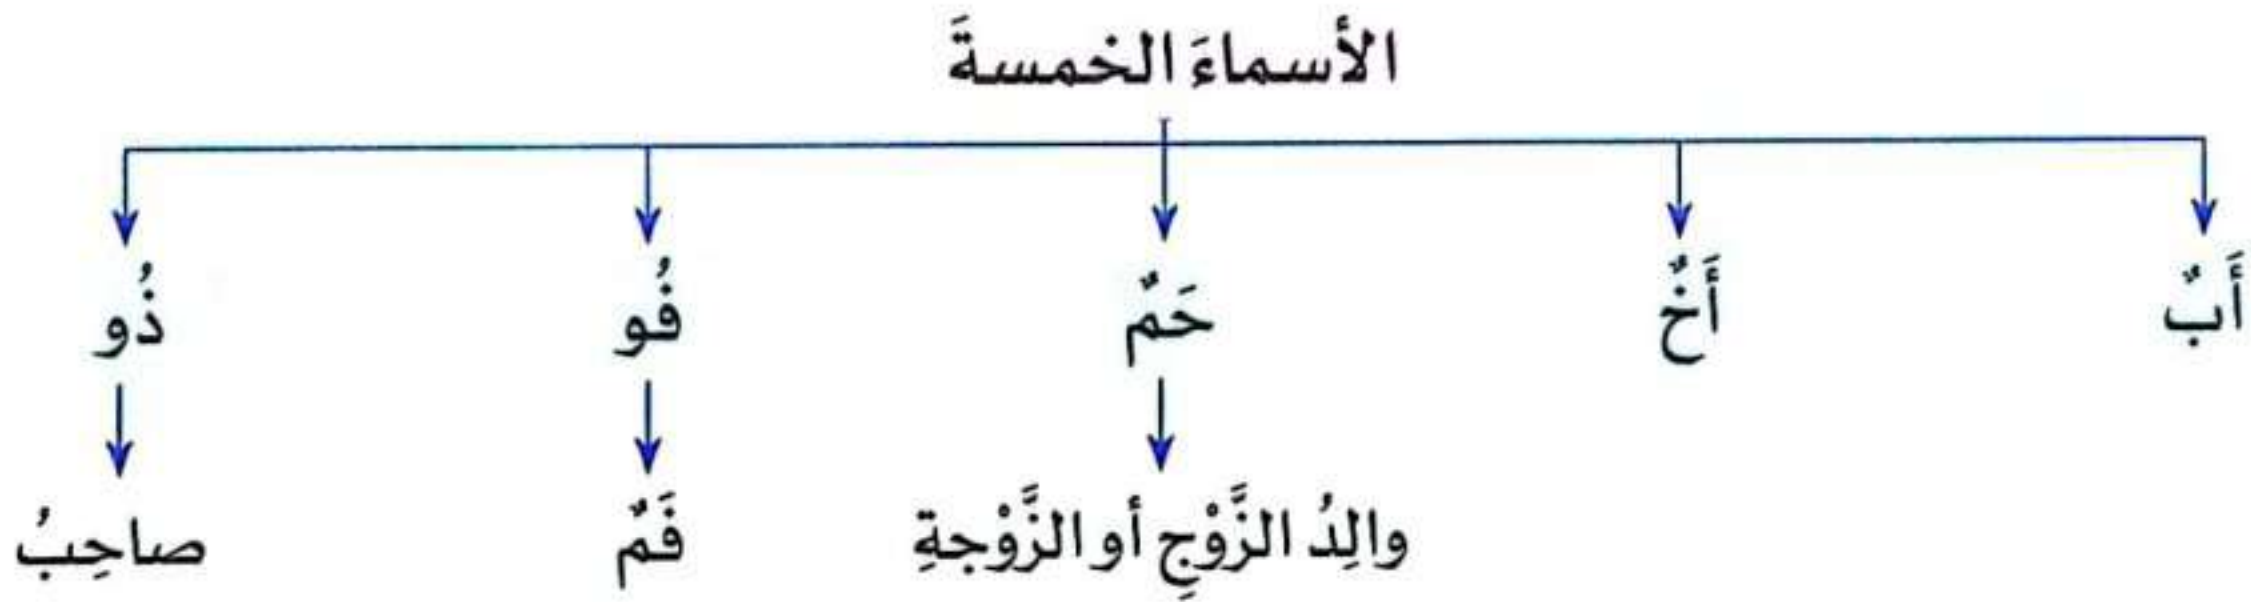 الأسماءَ الخمسةَ
أَبٌ أَخٌ حَمٌ فُو ذُو
والِدُ الزَّوْجِ أو الزَّوْجةِ فَمٌ صاحِبُ